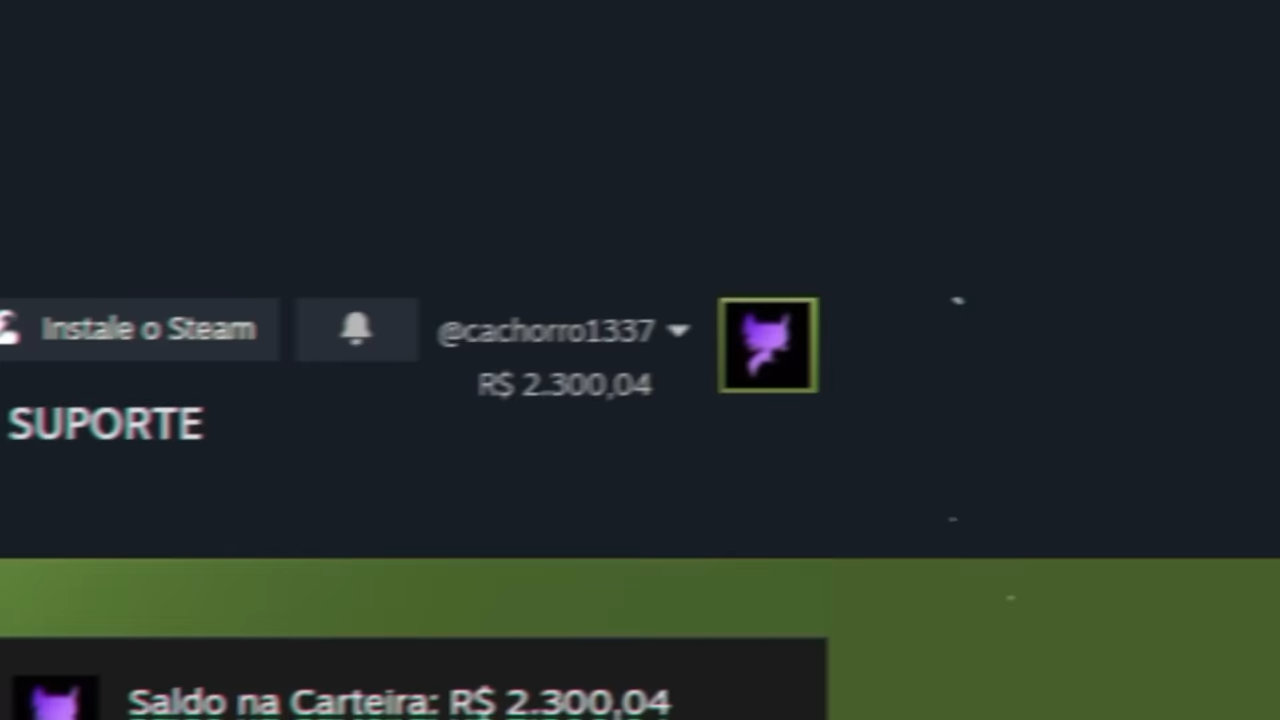 Instale o Steam
@cachorro1337
R$ 2.300,04
SUPORTE
Saldo na Carteira: R$ 2.300,04